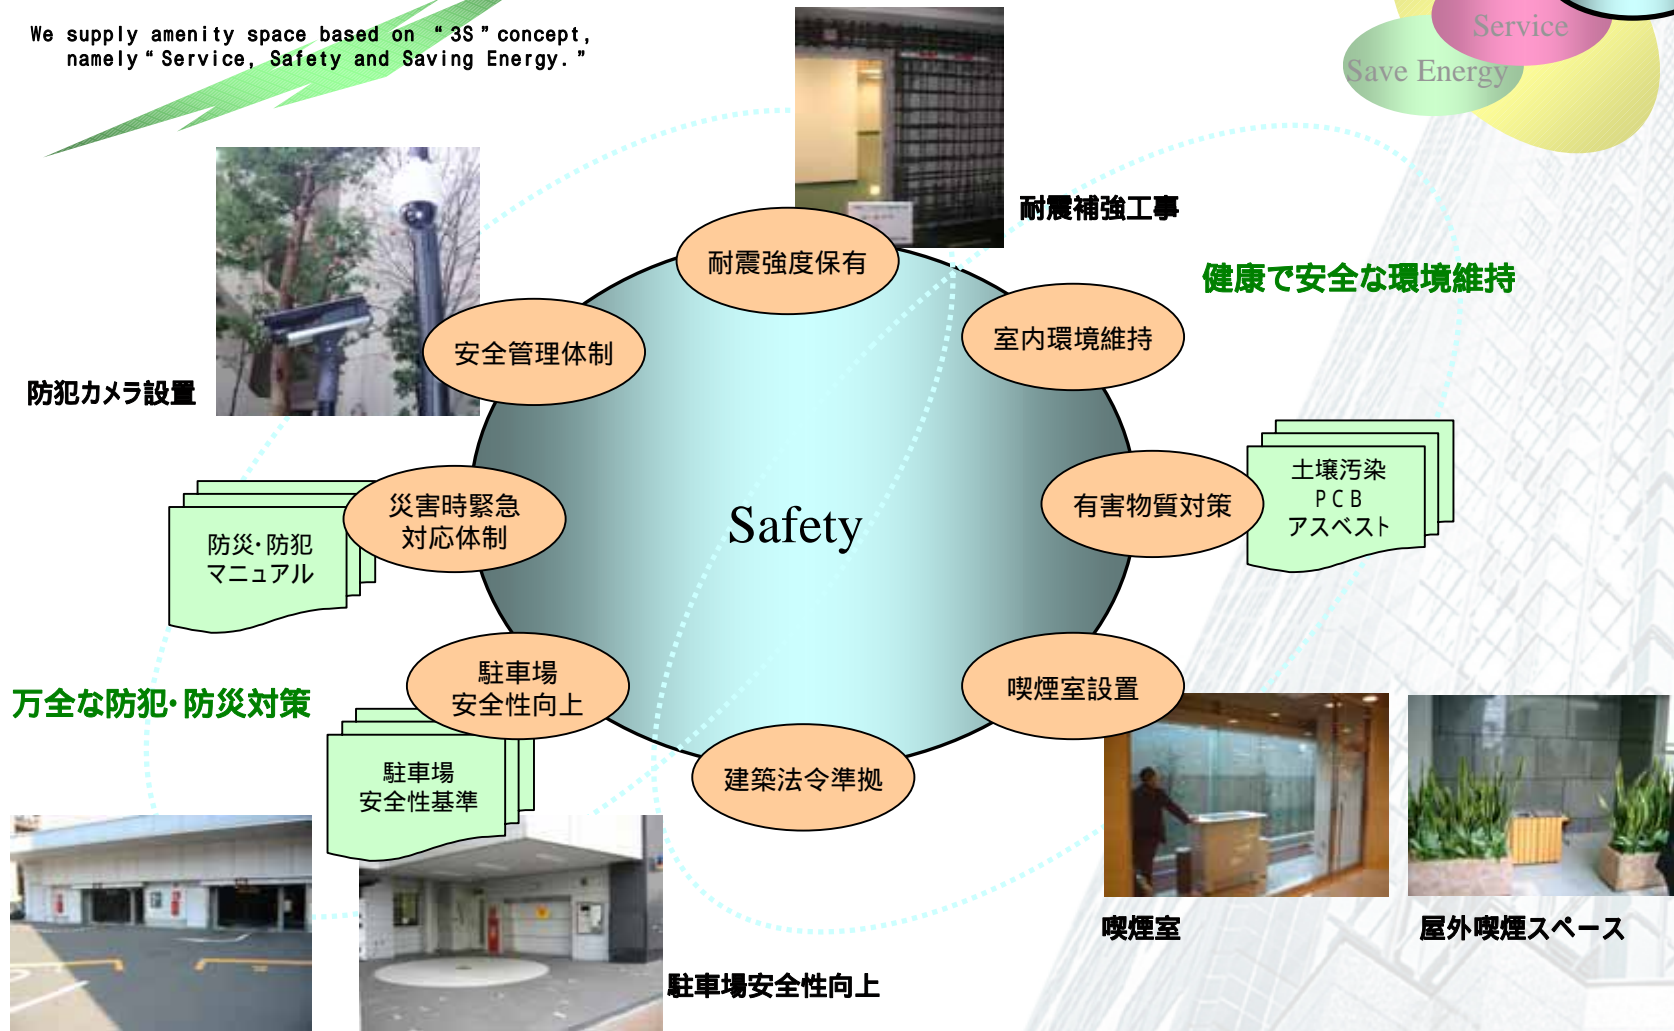 We supply amenity space based on “3S”concept,
namely“Service, Safety and Saving Energy.”
Service
Save Energy
耐震補強工事
耐震強度保有
健康で安全な環境維持
室内環境維持
安全管理体制
防犯カメラ設置
土壌汚染
PCB
アスベスト
有害物質対策
災害時緊急
対応体制
防災・防犯
マニュアル
Safety
駐車場
安全性向上
万全な防犯・防災対策
喫煙室設置
駐車場
安全性基準
建築法令準拠
喫煙室
屋外喫煙スペース
駐車場安全性向上